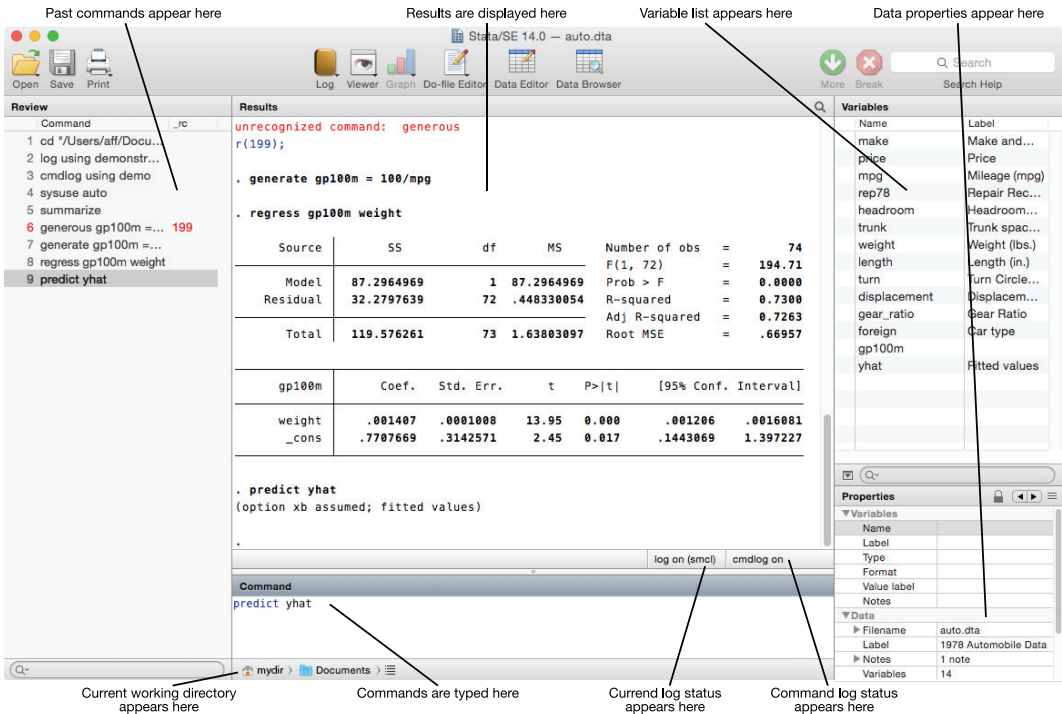 Past commands appear here
Results are displayed here
Variable list appears here
Data properties appear here
Stata/SE 14.0 — auto.dta
Open Save Print
Log Viewer Graph Do-file Editor Data Editor Data Browser
More Break
Search
Search Help
Review
Command _rc
1 cd "/Users/aff/Docu...
2 log using demonstr...
3 cmdlog using demo
4 sysuse auto
5 summarize
6 generous gp100m =... 199
7 generate gp100m =...
8 regress gp100m weight
9 predict yhat
Results
unrecognized command: generous
r(199);
. generate gp100m = 100/mpg
. regress gp100m weight
Source SS df MS Number of obs = 74
F(1, 72) = 194.71
Model 87.2964969 1 87.2964969 Prob > F = 0.0000
Residual 32.2797639 72 .448330054 R-squared = 0.7300
Adj R-squared = 0.7263
Total 119.576261 73 1.63803097 Root MSE = .66957
gp100m Coef. Std. Err. t P>|t| [95% Conf. Interval]
weight .001407 .0001008 13.95 0.000 .001206 .0016081
_cons .7707669 .3142571 2.45 0.017 .1443069 1.397227
. predict yhat
(option xb assumed; fitted values)
.
log on (smcl) cmdlog on
Command
predict yhat
mydir Documents
Variables
Name Label
make Make and...
price Price
mpg Mileage (mpg)
rep78 Repair Rec...
headroom Headroom...
trunk Trunk spac...
weight Weight (lbs.)
length Length (in.)
turn Turn Circle...
displacement Displacem...
gear_ratio Gear Ratio
foreign Car type
gp100m
yhat Fitted values
Properties
Variables
Name
Label
Type
Format
Value label
Notes
Data
Filename auto.dta
Label 1978 Automobile Data
Notes 1 note
Variables 14
Current working directory
appears here
Commands are typed here
Currend log status
appears here
Command log status
appears here